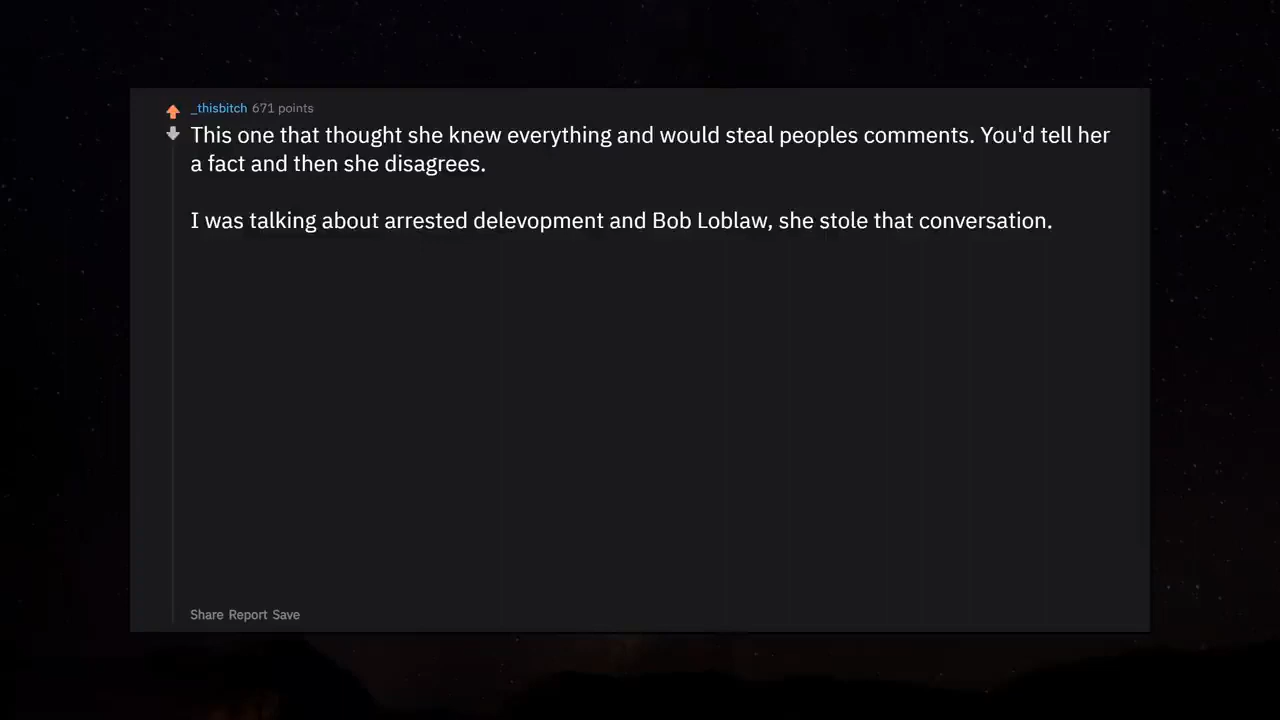 _thisbitch 671 points
This one that thought she knew everything and would steal peoples comments. You'd tell her
a fact and then she disagrees.
I was talking about arrested delevopment and Bob Loblaw, she stole that conversation.
Share Report Save